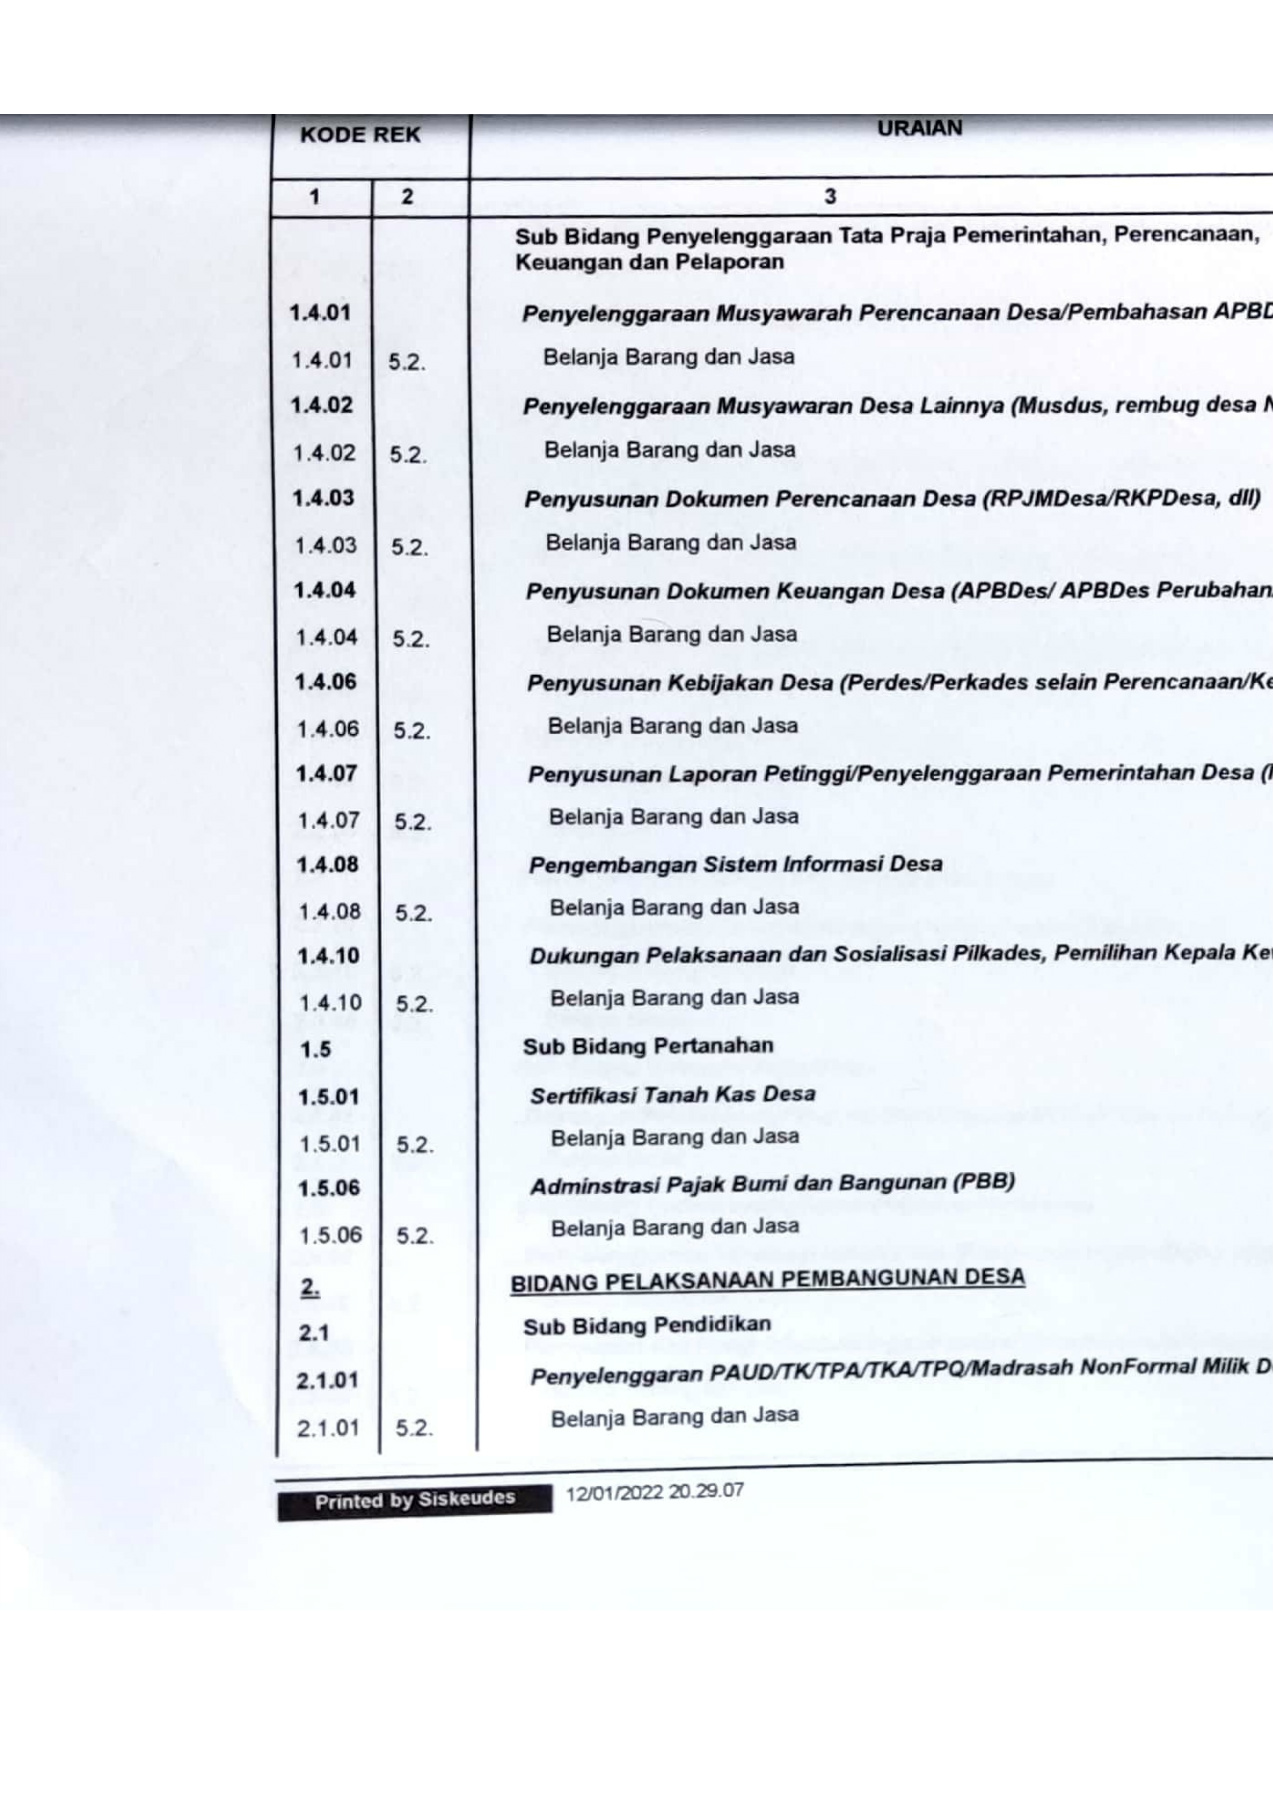 KODE REK URAIAN
1 2 3
Sub Bidang Penyelenggaraan Tata Praja Pemerintahan, Perencanaan,
Keuangan dan Pelaporan
1.4.01 Penyelenggaraan Musyawarah Perencanaan Desa/Pembahasan APBD
1.4.01 5.2. Belanja Barang dan Jasa
1.4.02 Penyelenggaraan Musyawaran Desa Lainnya (Musdus, rembug desa N
1.4.02 5.2. Belanja Barang dan Jasa
1.4.03 Penyusunan Dokumen Perencanaan Desa (RPJMDesa/RKPDesa, dll)
1.4.03 5.2. Belanja Barang dan Jasa
1.4.04 Penyusunan Dokumen Keuangan Desa (APBDes/ APBDes Perubahan
1.4.04 5.2. Belanja Barang dan Jasa
1.4.06 Penyusunan Kebijakan Desa (Perdes/Perkades selain Perencanaan/Ke
1.4.06 5.2. Belanja Barang dan Jasa
1.4.07 Penyusunan Laporan Petinggi/Penyelenggaraan Pemerintahan Desa (
1.4.07 5.2. Belanja Barang dan Jasa
1.4.08 Pengembangan Sistem Informasi Desa
1.4.08 5.2. Belanja Barang dan Jasa
1.4.10 Dukungan Pelaksanaan dan Sosialisasi Pilkades, Pemilihan Kepala Ke
1.4.10 5.2. Belanja Barang dan Jasa
1.5 Sub Bidang Pertanahan
1.5.01 Sertifikasi Tanah Kas Desa
1.5.01 5.2. Belanja Barang dan Jasa
1.5.06 Adminstrasi Pajak Bumi dan Bangunan (PBB)
1.5.06 5.2. Belanja Barang dan Jasa
2. BIDANG PELAKSANAAN PEMBANGUNAN DESA
2.1 Sub Bidang Pendidikan
2.1.01 Penyelenggaran PAUD/TK/TPA/TKA/TPQ/Madrasah NonFormal Milik D
2.1.01 5.2. Belanja Barang dan Jasa
Printed by Siskeudes 12/01/2022 20.29.07